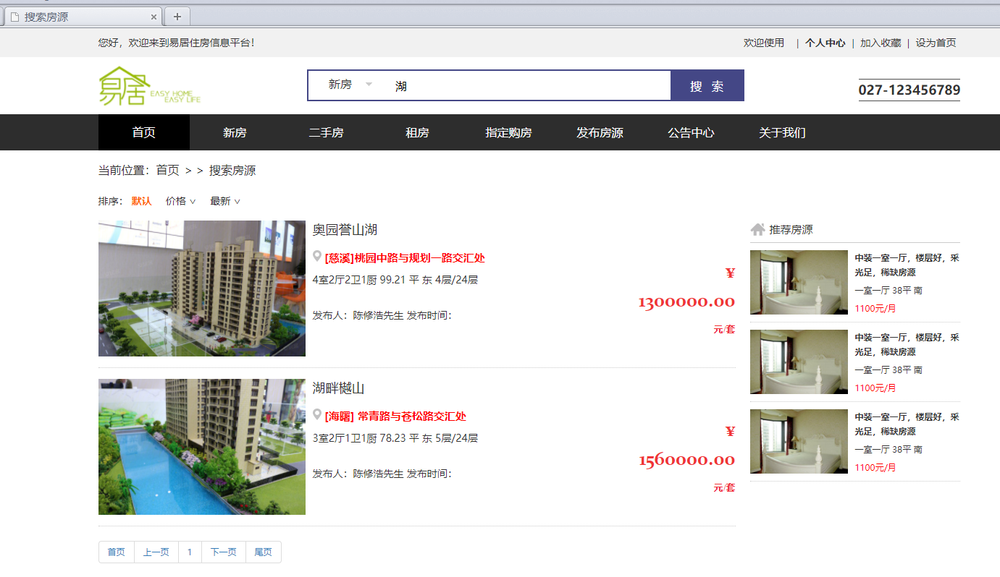 搜索房源
您好，欢迎来到易居住房信息平台！
欢迎使用 | 个人中心 | 加入收藏 | 设为首页
易居 EASY HOME EASY LIFE
新房 湖 搜 索
027-123456789
首页 新房 二手房 租房 指定购房 发布房源 公告中心 关于我们
当前位置：首页 > > 搜索房源
排序： 默认 价格 最新
奥园誉山湖
[慈溪]桃园中路与规划一路交汇处
4室2厅2卫1厨 99.21 平 东 4层/24层
发布人：陈修浩先生 发布时间：
¥
1300000.00
元/套
湖畔樾山
[海曙] 常青路与苍松路交汇处
3室2厅1卫1厨 78.23 平 东 5层/24层
发布人：陈修浩先生 发布时间：
¥
1560000.00
元/套
首页 上一页 1 下一页 尾页
推荐房源
中装一室一厅，楼层好，采
光足，稀缺房源
一室一厅 38平 南
1100元/月
中装一室一厅，楼层好，采
光足，稀缺房源
一室一厅 38平 南
1100元/月
中装一室一厅，楼层好，采
光足，稀缺房源
一室一厅 38平 南
1100元/月